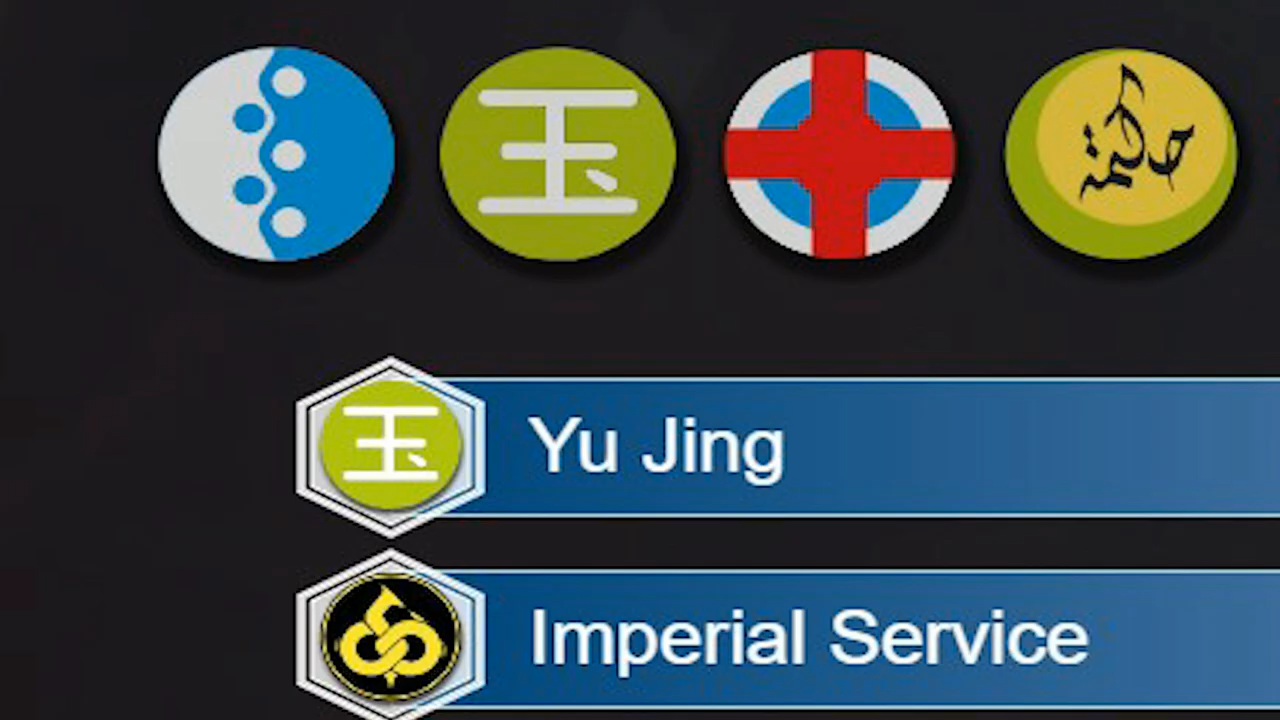 玉
玉 Yu Jing
Imperial Service